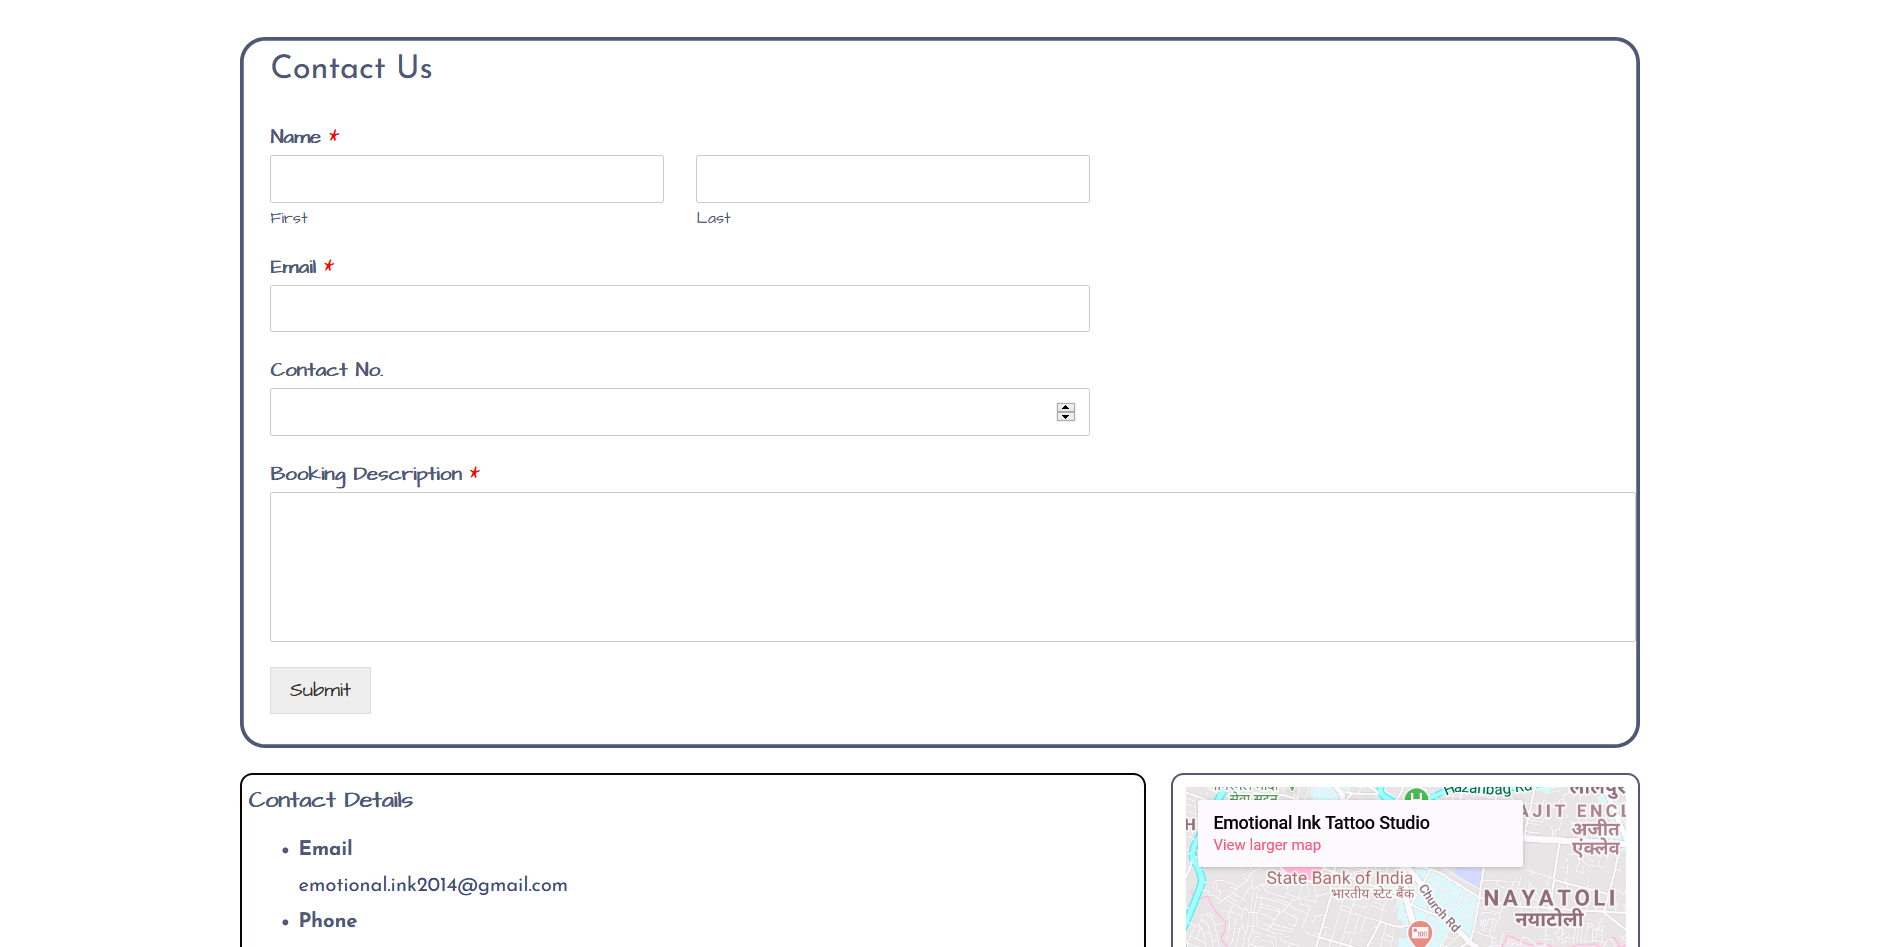 Contact Us
Name *
First
Last
Email *
Contact No.
Booking Description *
Submit
Contact Details
• Email
emotional.ink2014@gmail.com
• Phone
Hazaribag Rd
Emotional Ink Tattoo Studio
View larger map
AJIT ENCL
अजीत
एंक्लेव
State Bank of India
भारतीय स्टेट बैंक
Church Rd
NAYATOLI
नयाटोली